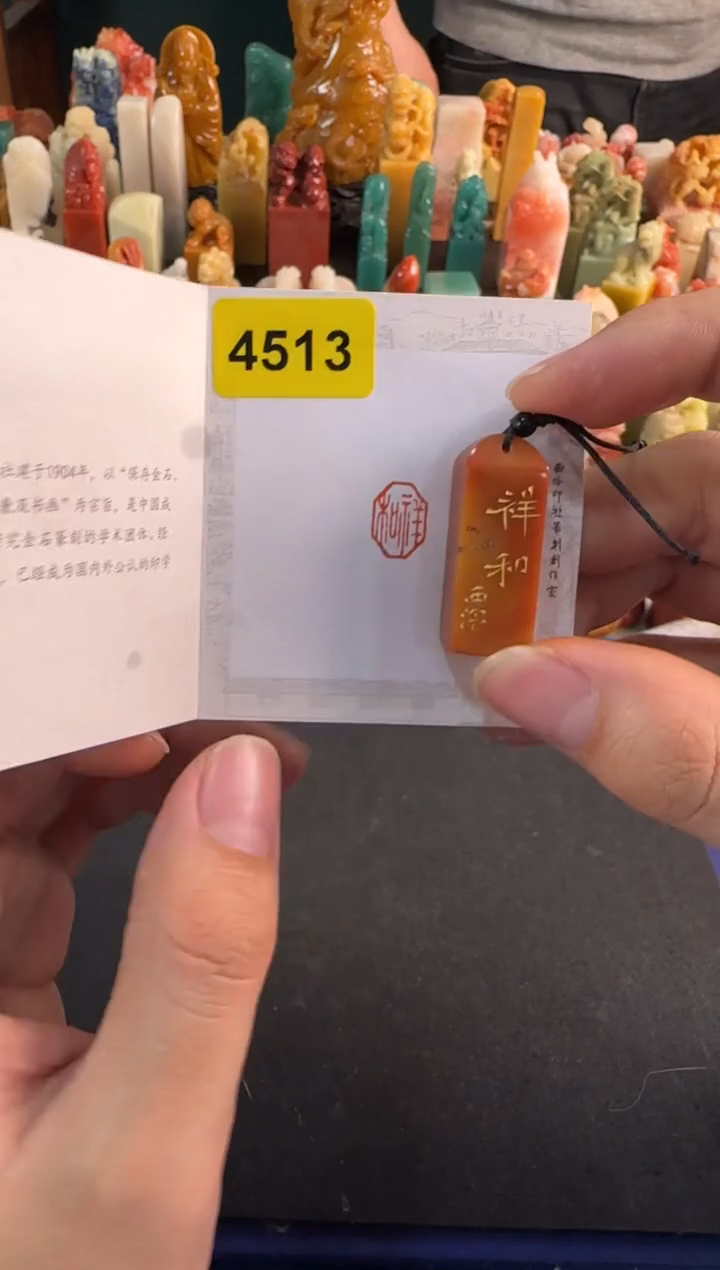 社建于1904年，以“保存金石、
兼及书画”为宗旨，是中国成
究金石篆刻的学术团体，经
，已经成为国内外公认的印学
4513
祥和
祥
和
西泠
西泠印社篆刻创作室